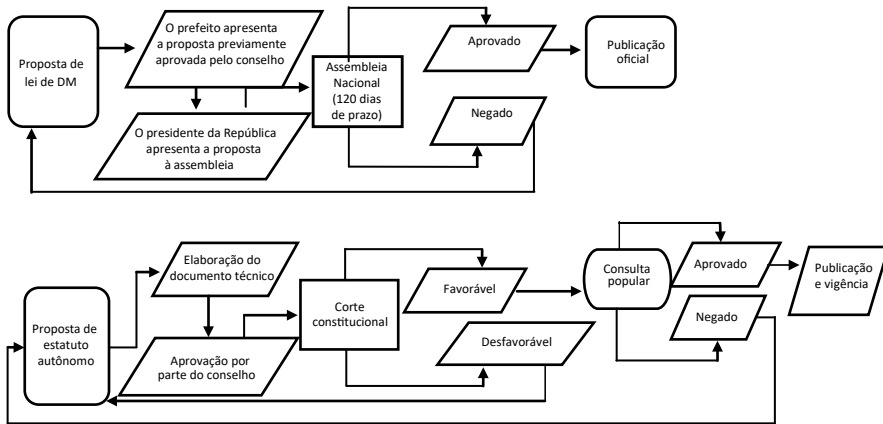 Proposta de
lei de DM
O prefeito apresenta
a proposta previamente
aprovada pelo conselho
O presidente da República
apresenta a proposta
à assembleia
Assembleia
Nacional
(120 dias
de prazo)
Aprovado
Negado
Publicação
oficial
Proposta de
estatuto
autônomo
Elaboração do
documento técnico
Aprovação por
parte do conselho
Corte
constitucional
Favorável
Desfavorável
Consulta
popular
Aprovado
Negado
Publicação
e vigência